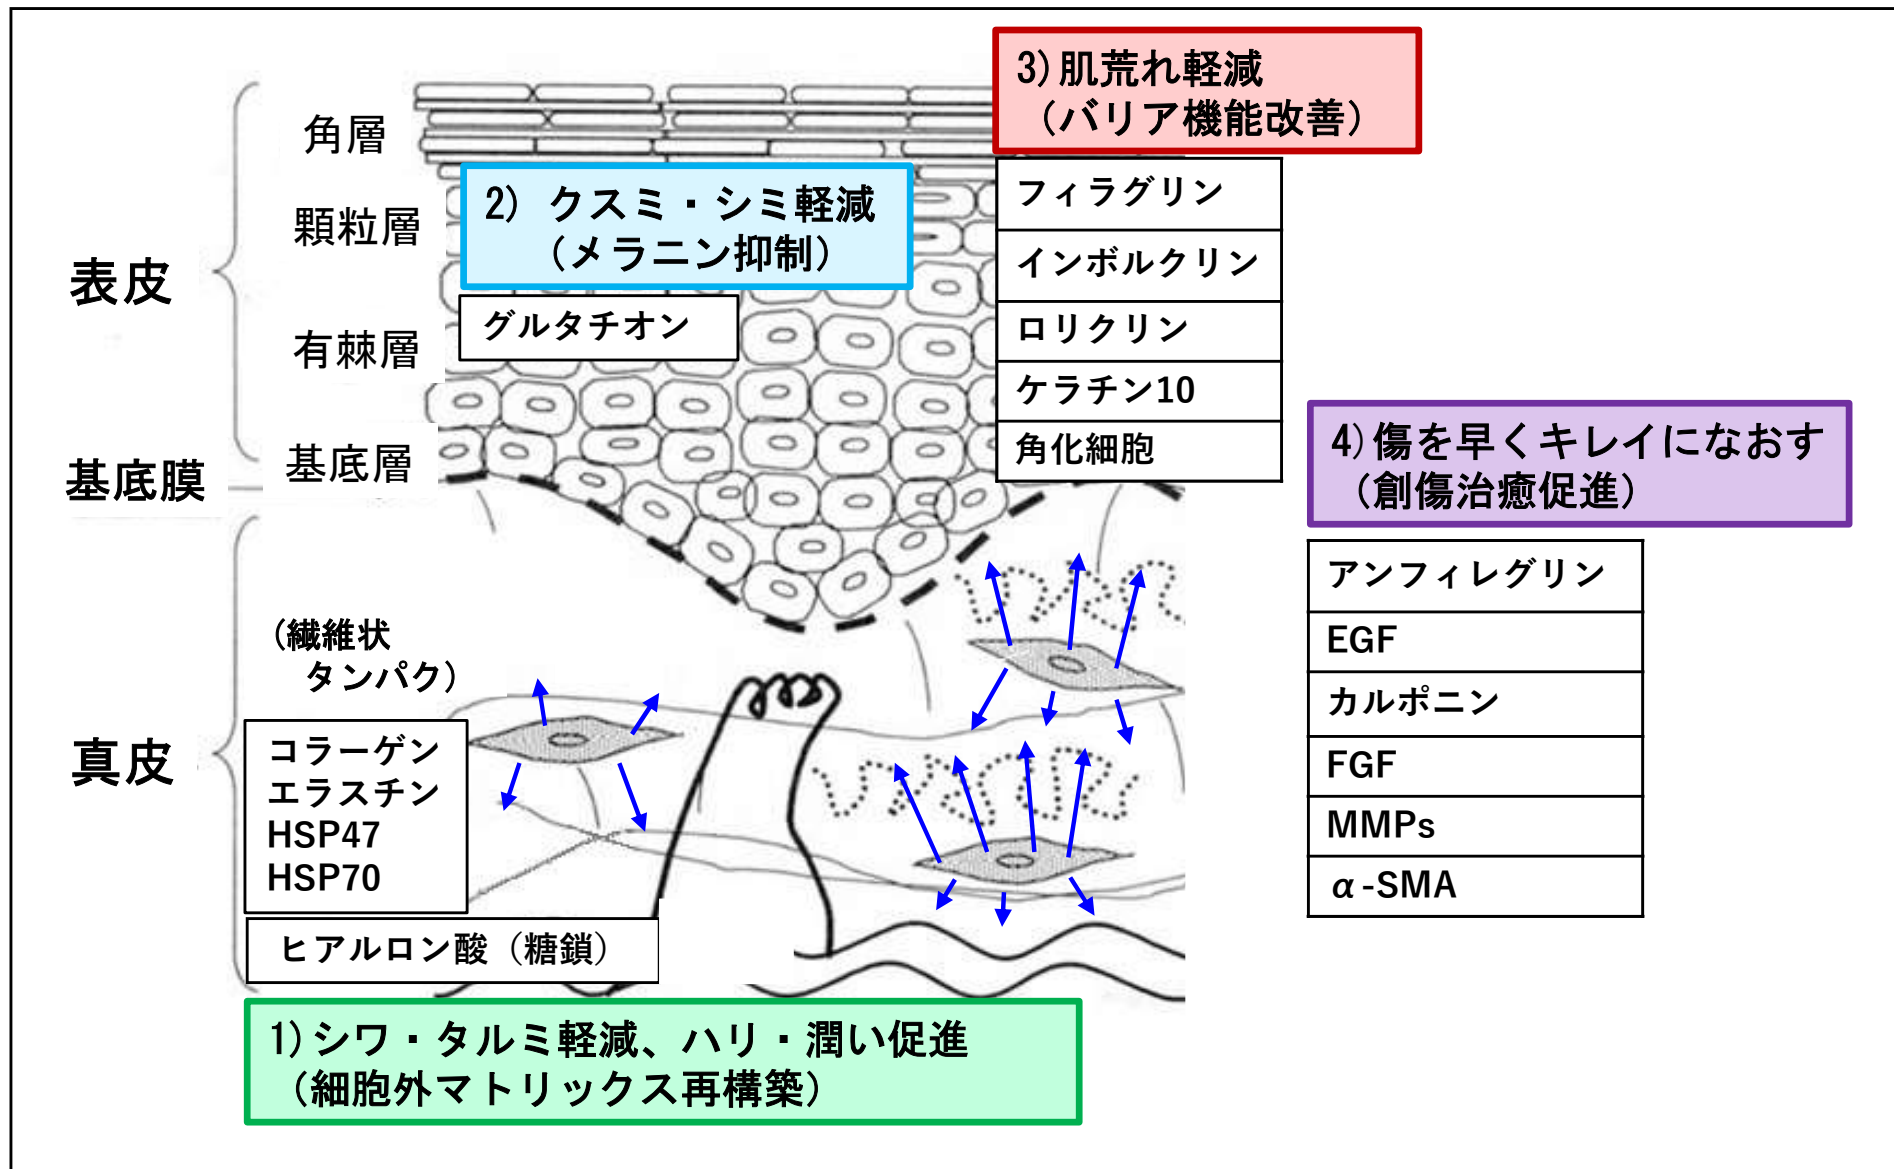 表皮
角層
顆粒層
有棘層
基底層
基底膜
真皮
3)肌荒れ軽減
（バリア機能改善）
フィラグリン
インボルクリン
ロリクリン
ケラチン10
角化細胞
2) クスミ・シミ軽減
（メラニン抑制）
グルタチオン
4)傷を早くキレイになおす
（創傷治癒促進）
アンフィレグリン
EGF
カルポニン
FGF
MMPs
α-SMA
（繊維状
タンパク）
コラーゲン
エラスチン
HSP47
HSP70
ヒアルロン酸（糖鎖）
1)シワ・タルミ軽減、ハリ・潤い促進
（細胞外マトリックス再構築）